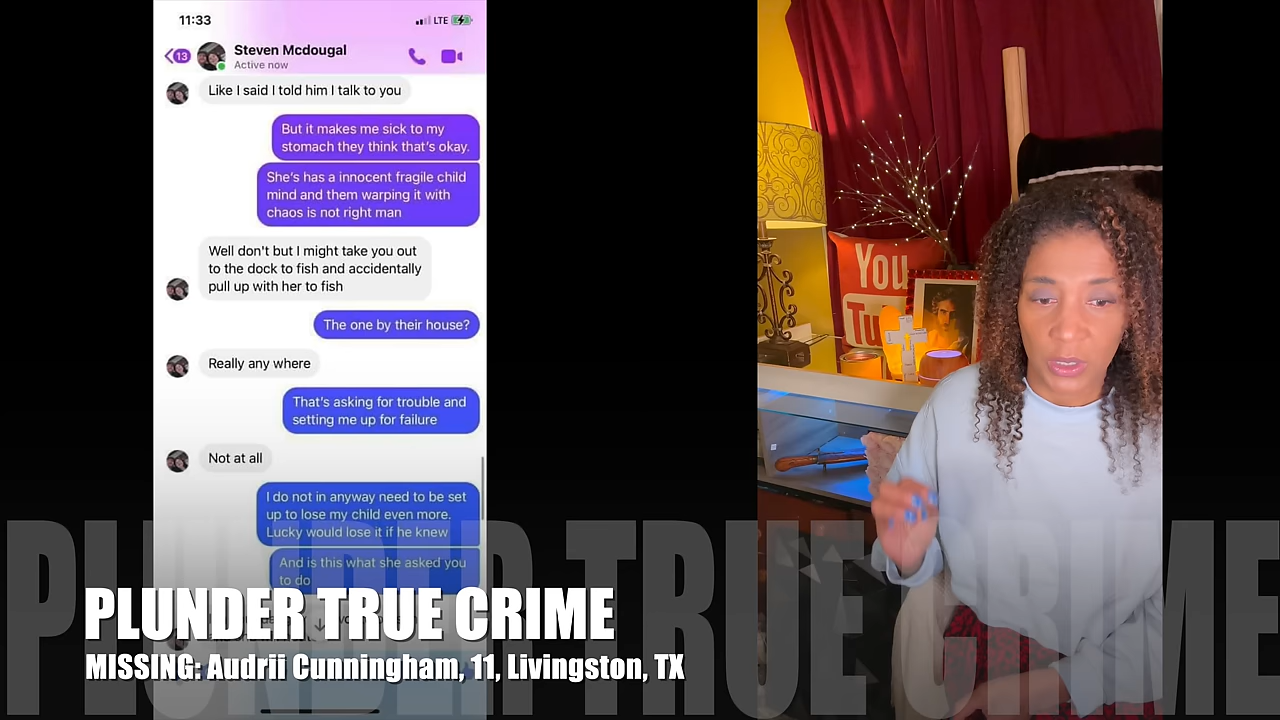 11:33
LTE
13
Steven Mcdougal
Active now
Like I said I told him I talk to you
But it makes me sick to my
stomach they think that's okay.
She's has a innocent fragile child
mind and them warping it with
chaos is not right man
Well don't but I might take you out
to the dock to fish and accidentally
pull up with her to fish
The one by their house?
Really any where
That's asking for trouble and
setting me up for failure
Not at all
I do not in anyway need to be set
up to lose my child even more.
Lucky would lose it if he knew
And is this what she asked you
to do
You
Tu
PLUNDER TRUE CRIME
PLUNDER TRUE CRIME
MISSING: Audrii Cunningham, 11, Livingston, TX